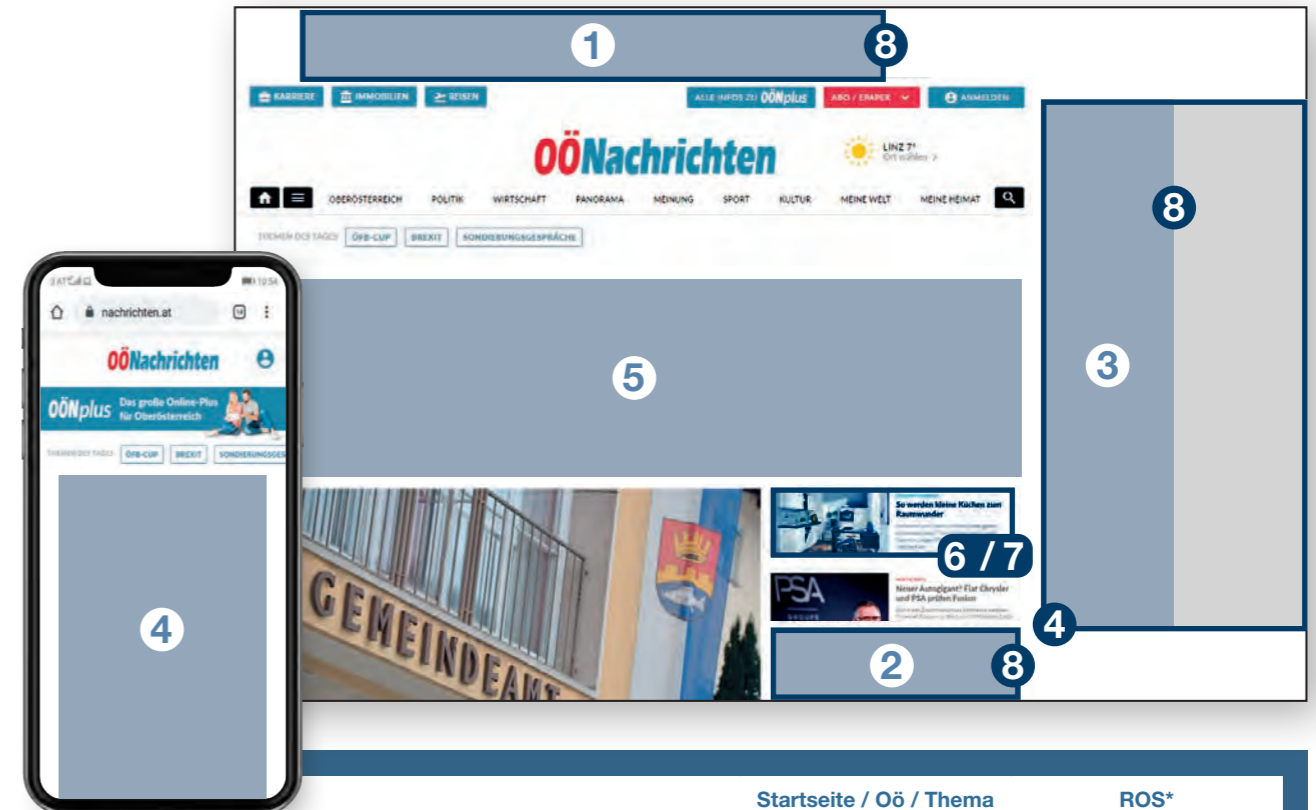 1
8
KARRIERE IMMOBILIEN REISEN ALLE INFOS ZU OÖNplus ABO / EPAPER ANMELDEN
OÖNachrichten
LINZ 7°
Ort wählen >
OBERÖSTERREICH POLITIK WIRTSCHAFT PANORAMA MEINUNG SPORT KULTUR MEINE WELT MEINE HEIMAT
8
THEMEN DES TAGES ÖFB-CUP BREXIT SONDIERUNGSGESPRÄCHE
5
3
So werden kleine Küchen zum
Raumwunder
6 / 7
PSA
GROUPE
Neuer Autogigant? Fiat Chrysler
und PSA prüfen Fusion
GEMEINDEAMT
4
2
8
10:54
nachrichten.at
OÖNachrichten
OÖNplus Das große Online-Plus
für Oberösterreich
THEMEN DES TAGES ÖFB-CUP BREXIT SONDIERUNGSGES
4
Startseite / Oö / Thema ROS*